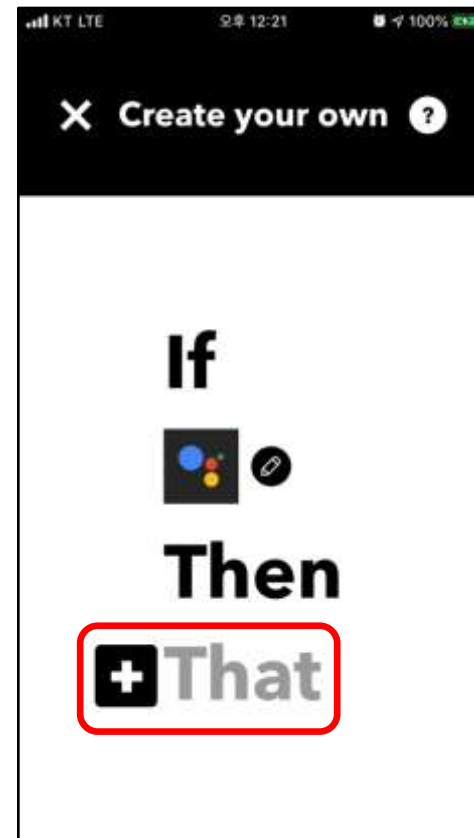 KT LTE 오후 12:21 100%
× Create your own ?
If
Then
+ That